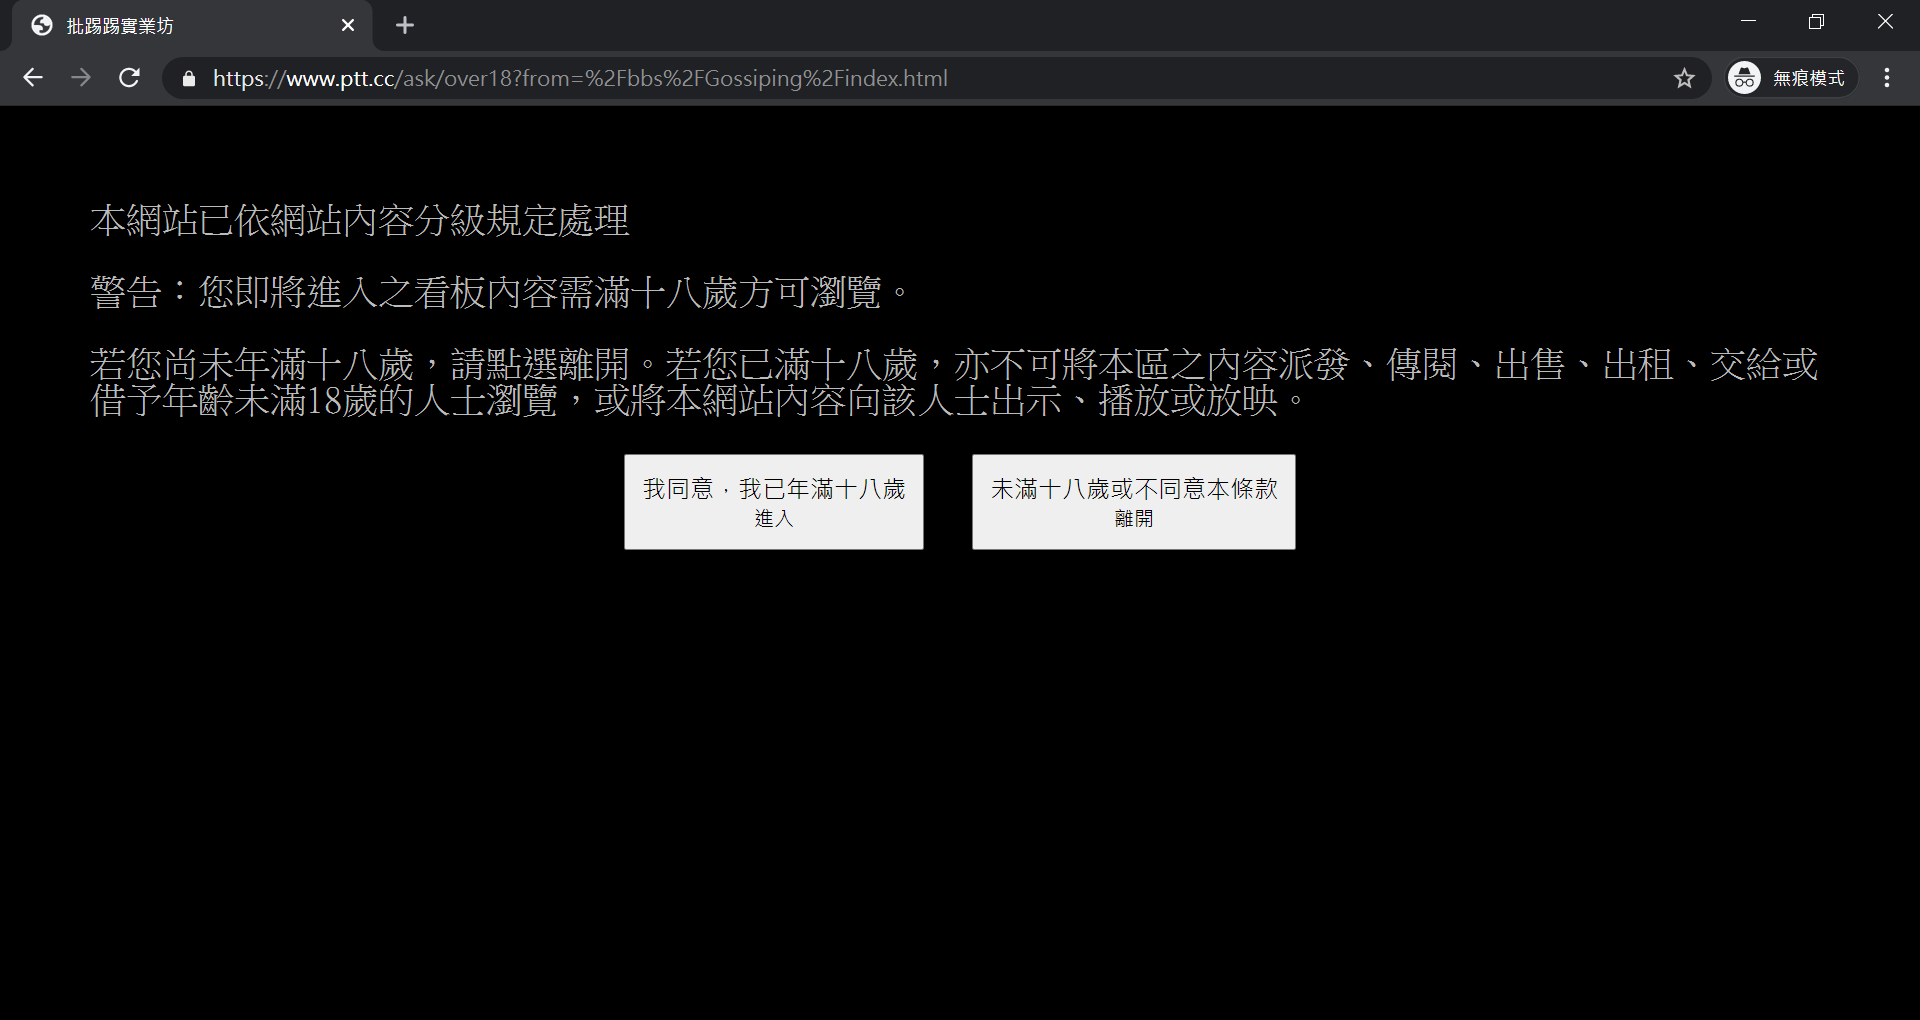 批踢踢實業坊
https://www.ptt.cc/ask/over18?from=%2Fbbs%2FGossiping%2Findex.html
無痕模式
本網站已依網站內容分級規定處理
警告：您即將進入之看板內容需滿十八歲方可瀏覽。
若您尚未年滿十八歲，請點選離開。若您已滿十八歲，亦不可將本區之內容派發、傳閱、出售、出租、交給或
借予年齡未滿18歲的人士瀏覽，或將本網站內容向該人士出示、播放或放映。
我同意，我已年滿十八歲
進入
未滿十八歲或不同意本條款
離開